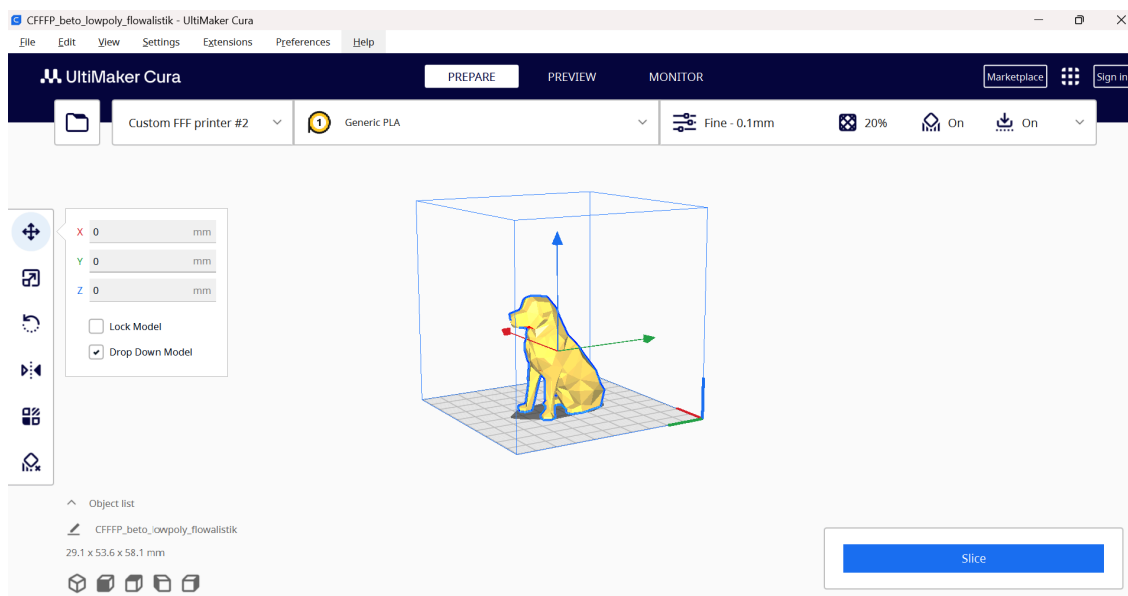 CFFFP_beto_lowpoly_flowalistik - UltiMaker Cura
File Edit View Settings Extensions Preferences Help
UltiMaker Cura PREPARE PREVIEW MONITOR Marketplace Sign in
Custom FFF printer #2 1 Generic PLA Fine - 0.1mm 20% On On
X 0 mm
Y 0 mm
Z 0 mm
Lock Model
Drop Down Model
Object list
CFFFP_beto_lowpoly_flowalistik
29.1 x 53.6 x 58.1 mm
Slice